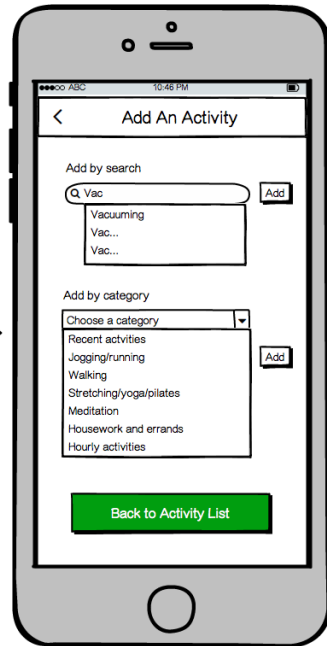 ABC 10:46 PM
< Add An Activity
Add by search
Vac Add
Vacuuming
Vac...
Vac...
Add by category
Choose a category
Recent actvities
Jogging/running
Add
Walking
Stretching/yoga/pilates
Meditation
Housework and errands
Hourly activities
Back to Activity List